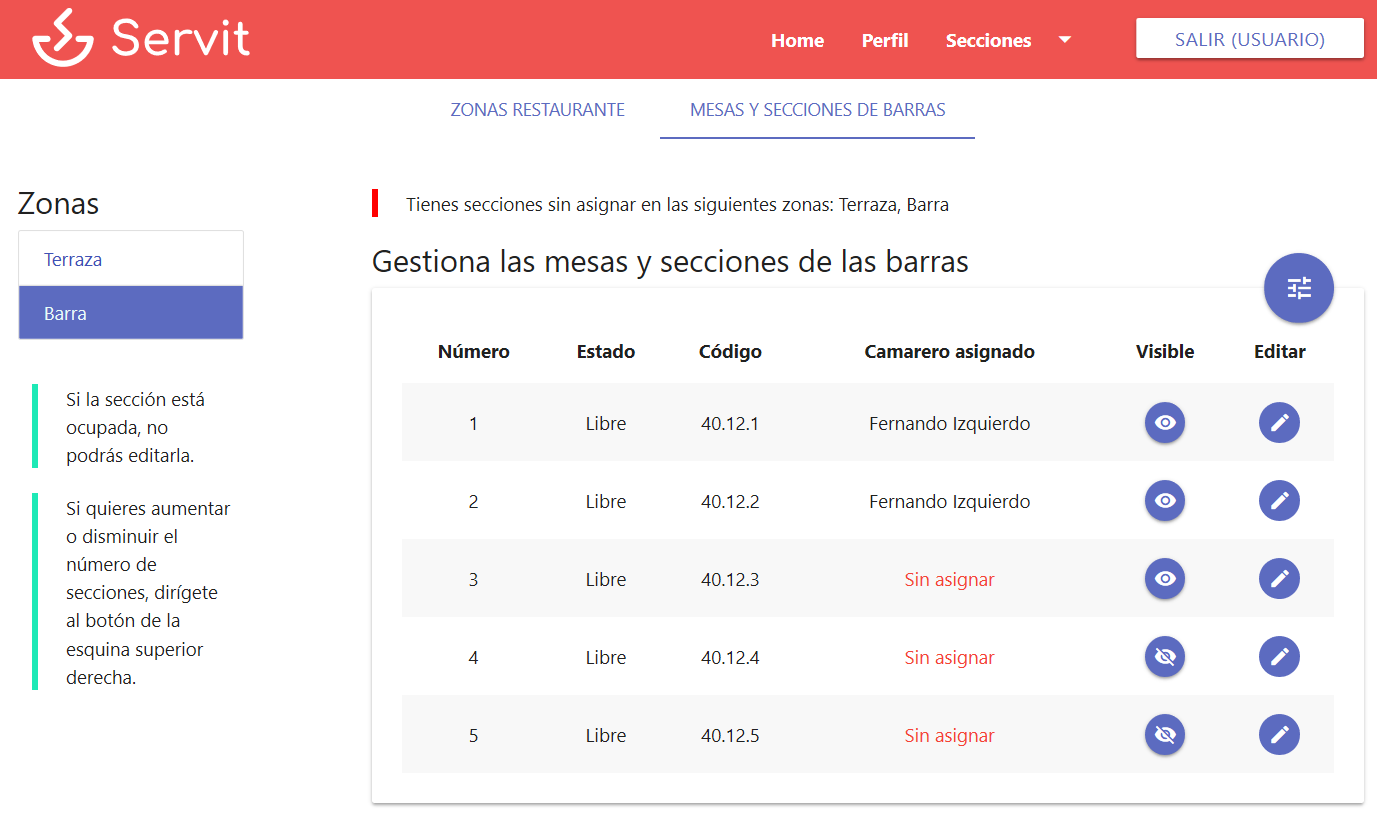 Servit
Home Perfil Secciones SALIR (USUARIO)
ZONAS RESTAURANTE MESAS Y SECCIONES DE BARRAS
Zonas
Terraza
Barra
Si la sección está
ocupada, no
podrás editarla.
Si quieres aumentar
o disminuir el
número de
secciones, dirígete
al botón de la
esquina superior
derecha.
Tienes secciones sin asignar en las siguientes zonas: Terraza, Barra
Gestiona las mesas y secciones de las barras
Número Estado Código Camarero asignado Visible Editar
1 Libre 40.12.1 Fernando Izquierdo
2 Libre 40.12.2 Fernando Izquierdo
3 Libre 40.12.3 Sin asignar
4 Libre 40.12.4 Sin asignar
5 Libre 40.12.5 Sin asignar